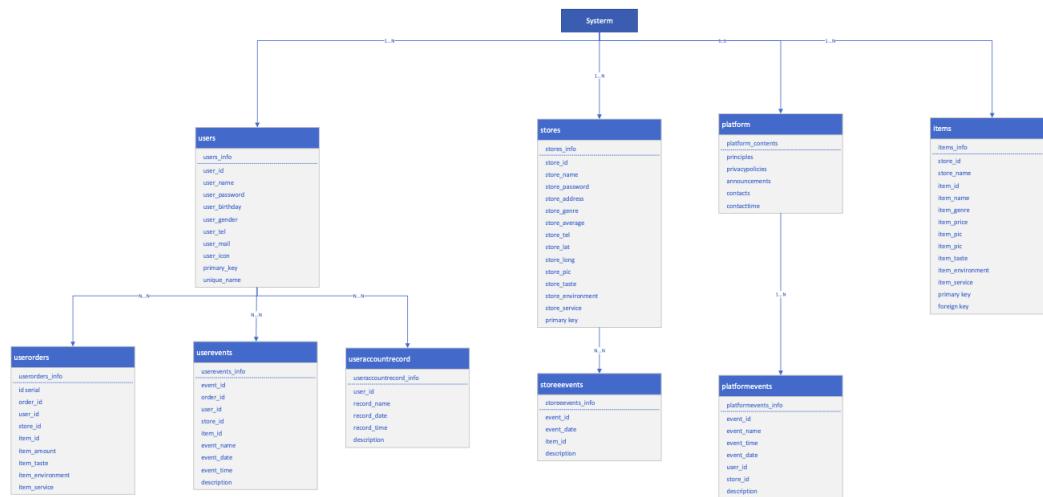 Systerm
1..N
1..N
1..1
1..N
users
users_info
user_id
user_name
user_password
user_birthday
user_gender
user_tel
user_mail
user_icon
primary_key
unique_name
stores
stores_info
store_id
store_name
store_password
store_address
store_genre
store_average
store_tel
store_lat
store_long
store_pic
store_taste
store_environment
store_service
primary key
platform
platform_contents
principles
privacypolicies
announcements
contacts
contacttime
items
items_info
store_id
store_name
item_id
item_name
item_genre
item_price
item_pic
item_pic
item_taste
item_environment
item_service
primary key
foreign key
N..N
N..N
N..N
N..N
1..N
userorders
userorders_info
id serial
order_id
user_id
store_id
item_id
item_amount
item_taste
item_environment
item_service
userevents
userevents_info
event_id
order_id
user_id
store_id
item_id
event_name
event_date
event_time
description
useraccountrecord
useraccountrecord_info
user_id
record_name
record_date
record_time
description
storeeevents
storeeevents_info
event_id
event_date
item_id
description
platformevents
platformevents_info
event_id
event_name
event_time
event_date
user_id
store_id
description